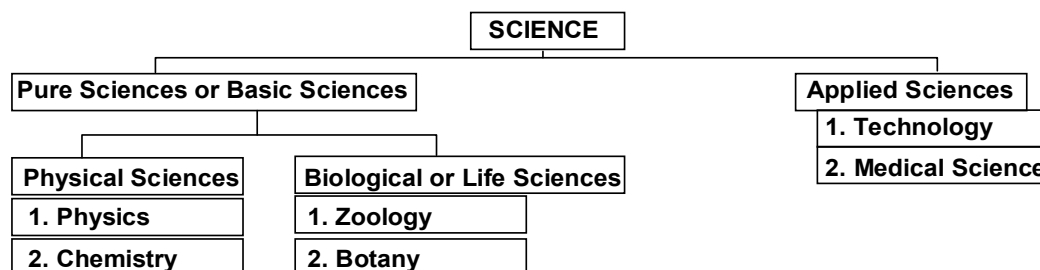 SCIENCE
Pure Sciences or Basic Sciences
Applied Sciences
1. Technology
2. Medical Science
Physical Sciences
1. Physics
2. Chemistry
Biological or Life Sciences
1. Zoology
2. Botany